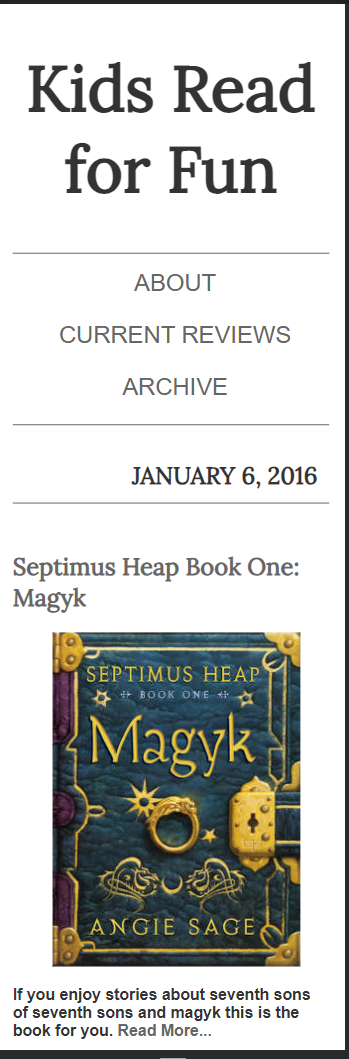 Kids Read
for Fun
ABOUT
CURRENT REVIEWS
ARCHIVE
JANUARY 6, 2016
Septimus Heap Book One:
Magyk
SEPTIMUS HEAP
BOOK ONE
Magyk
ANGIE SAGE
If you enjoy stories about seventh sons
of seventh sons and magyk this is the
book for you. Read More...